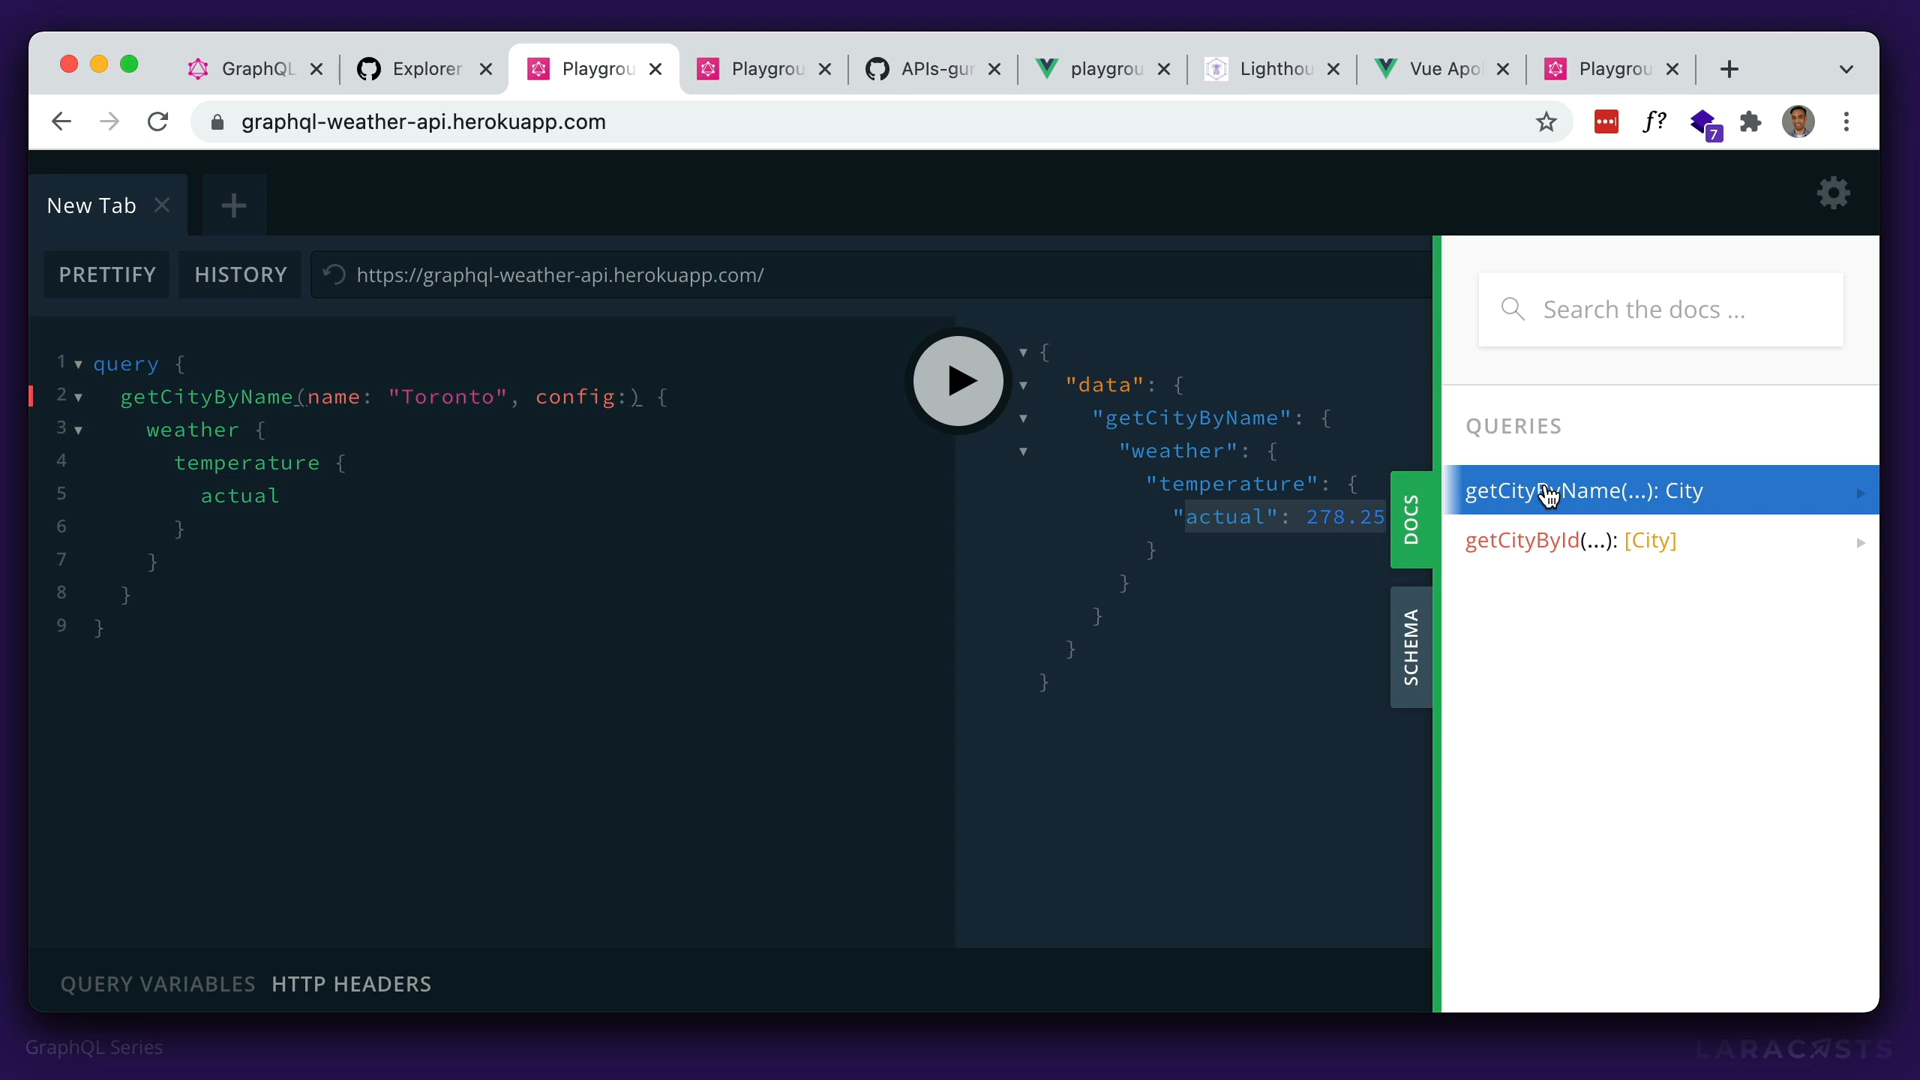 GraphQL
Explorer
Playgrou
Playgrou
APIs-gur
playgrou
Lighthou
Vue Apol
Playgrou
graphql-weather-api.herokuapp.com
f?
7
New Tab
PRETTIFY
HISTORY
https://graphql-weather-api.herokuapp.com/
1 query {
2 getCityByName(name: "Toronto", config:) {
3 weather {
4 temperature {
5 actual
6 }
7 }
8 }
9 }
{
"data": {
"getCityByName": {
"weather": {
"temperature": {
"actual": 278.25
}
}
}
}
}
DOCS
SCHEMA
Search the docs ...
QUERIES
getCityByName(...): City
getCityById(...): [City]
QUERY VARIABLES
HTTP HEADERS
GraphQL Series
LARACASTS